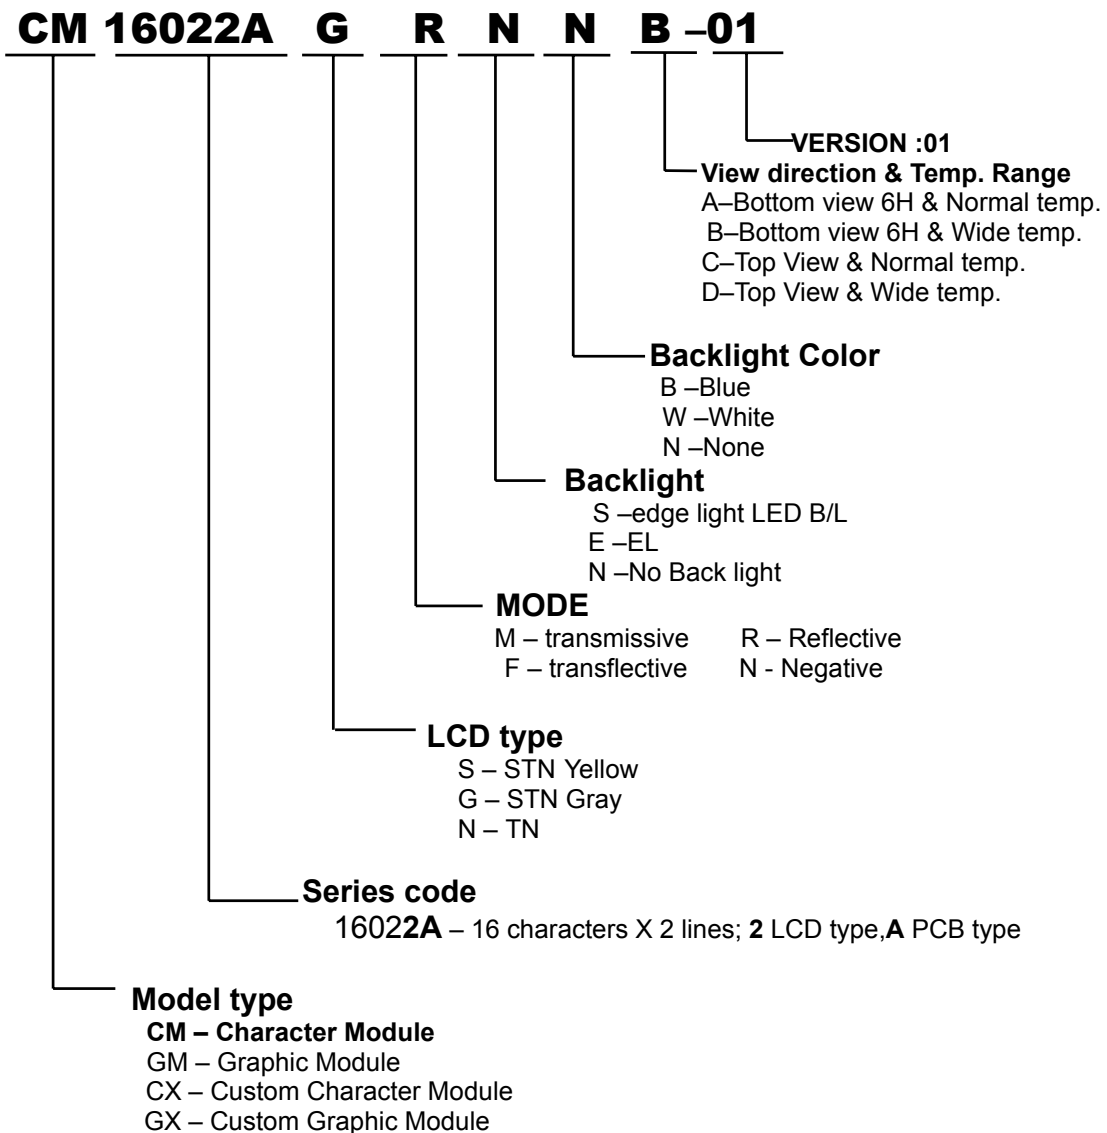 CM 16022A G R N N B –01
VERSION :01
View direction & Temp. Range
A–Bottom view 6H & Normal temp.
B–Bottom view 6H & Wide temp.
C–Top View & Normal temp.
D–Top View & Wide temp.
Backlight Color
B –Blue
W –White
N –None
Backlight
S –edge light LED B/L
E –EL
N –No Back light
MODE
M – transmissive R – Reflective
F – transflective N - Negative
LCD type
S – STN Yellow
G – STN Gray
N – TN
Series code
16022A – 16 characters X 2 lines; 2 LCD type,A PCB type
Model type
CM – Character Module
GM – Graphic Module
CX – Custom Character Module
GX – Custom Graphic Module